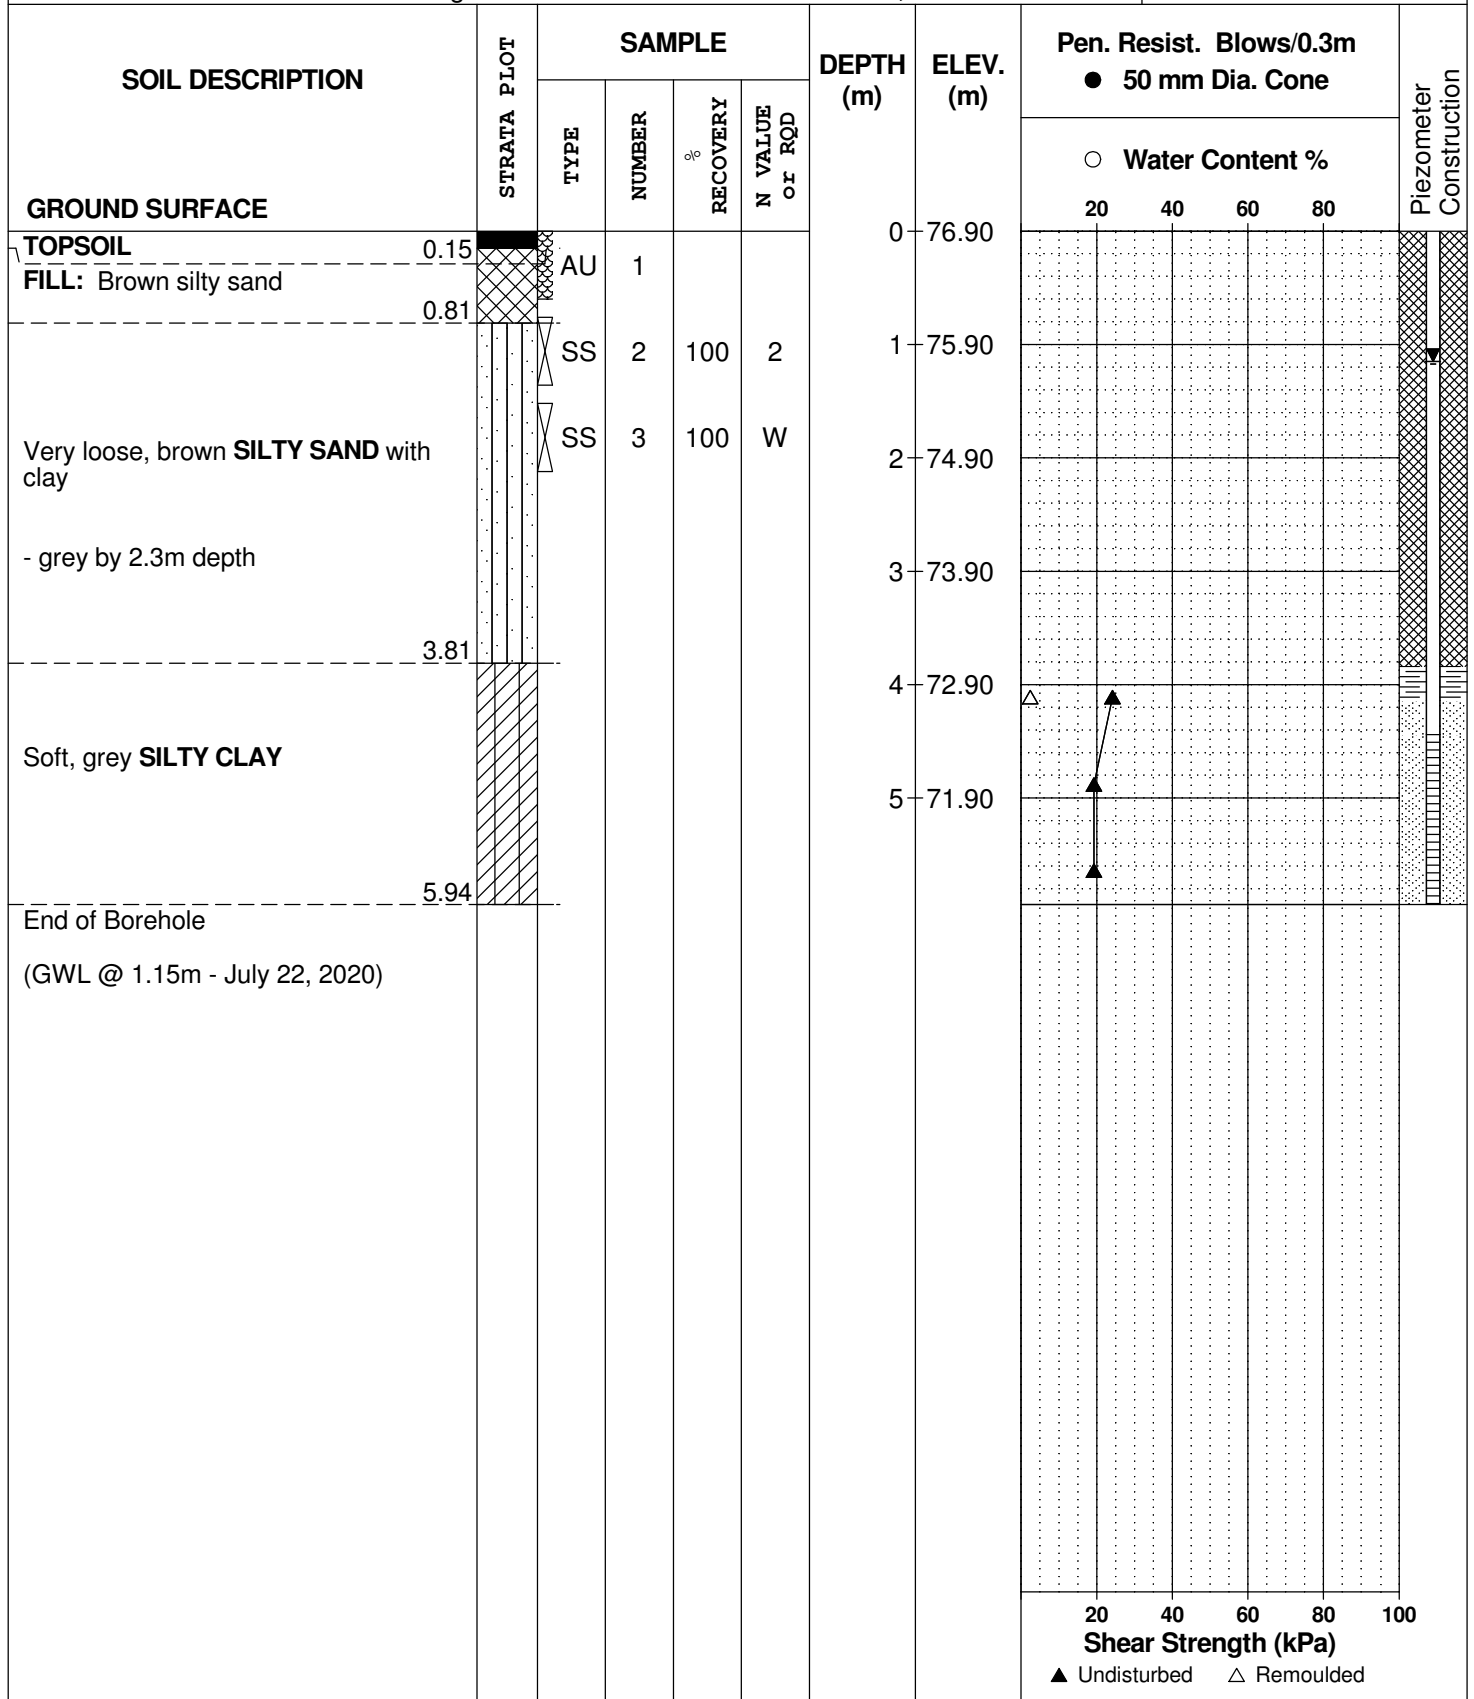 SOIL DESCRIPTION
GROUND SURFACE
STRATA PLOT
SAMPLE
TYPE
NUMBER
% RECOVERY
N VALUE or RQD
DEPTH (m)
ELEV. (m)
Pen. Resist. Blows/0.3m
● 50 mm Dia. Cone
○ Water Content %
20 40 60 80
Piezometer Construction
TOPSOIL 0.15
FILL: Brown silty sand
0.81
AU 1
SS 2 100 2
SS 3 100 W
0 76.90
1 75.90
2 74.90
3 73.90
4 72.90
5 71.90
Very loose, brown SILTY SAND with
clay
- grey by 2.3m depth
3.81
Soft, grey SILTY CLAY
5.94
End of Borehole
(GWL @ 1.15m - July 22, 2020)
20 40 60 80 100
Shear Strength (kPa)
▲ Undisturbed △ Remoulded